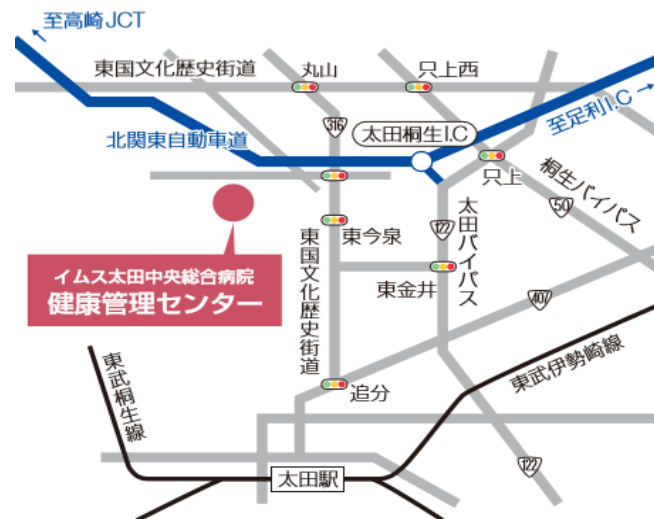 至高崎JCT
東国文化歴史街道
丸山
只上西
316
太田桐生I.C
至足利I.C
北関東自動車道
只上
桐生バイパス
50
122
太田バイパス
東今泉
東国文化歴史街道
イムス太田中央総合病院
健康管理センター
東金井
407
東武桐生線
追分
東武伊勢崎線
122
太田駅